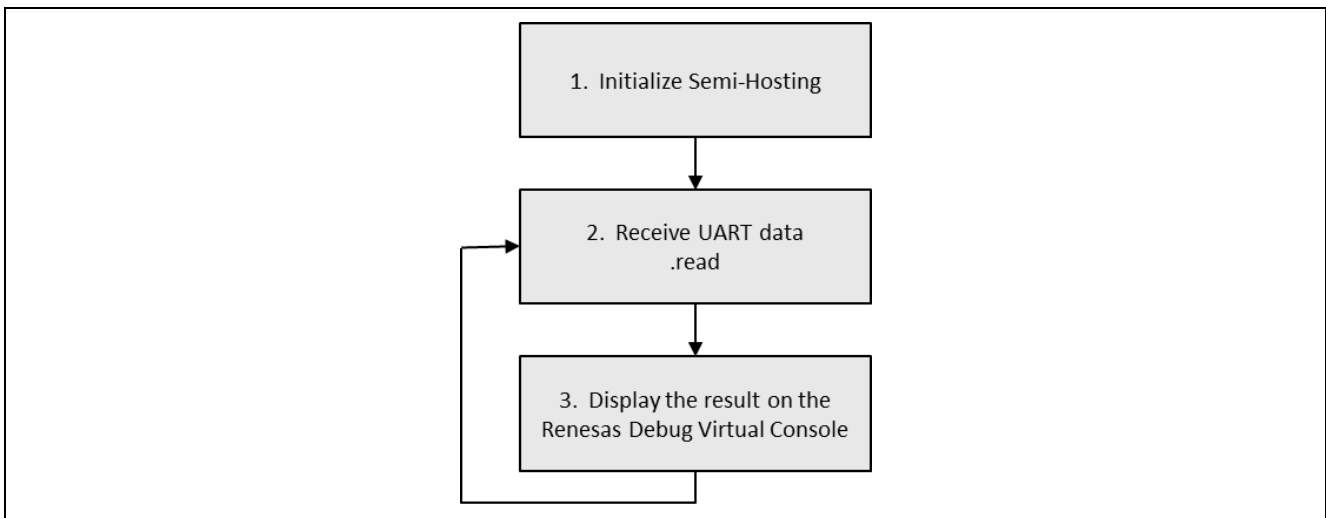 1. Initialize Semi-Hosting
2. Receive UART data
.read
3. Display the result on the
Renesas Debug Virtual Console